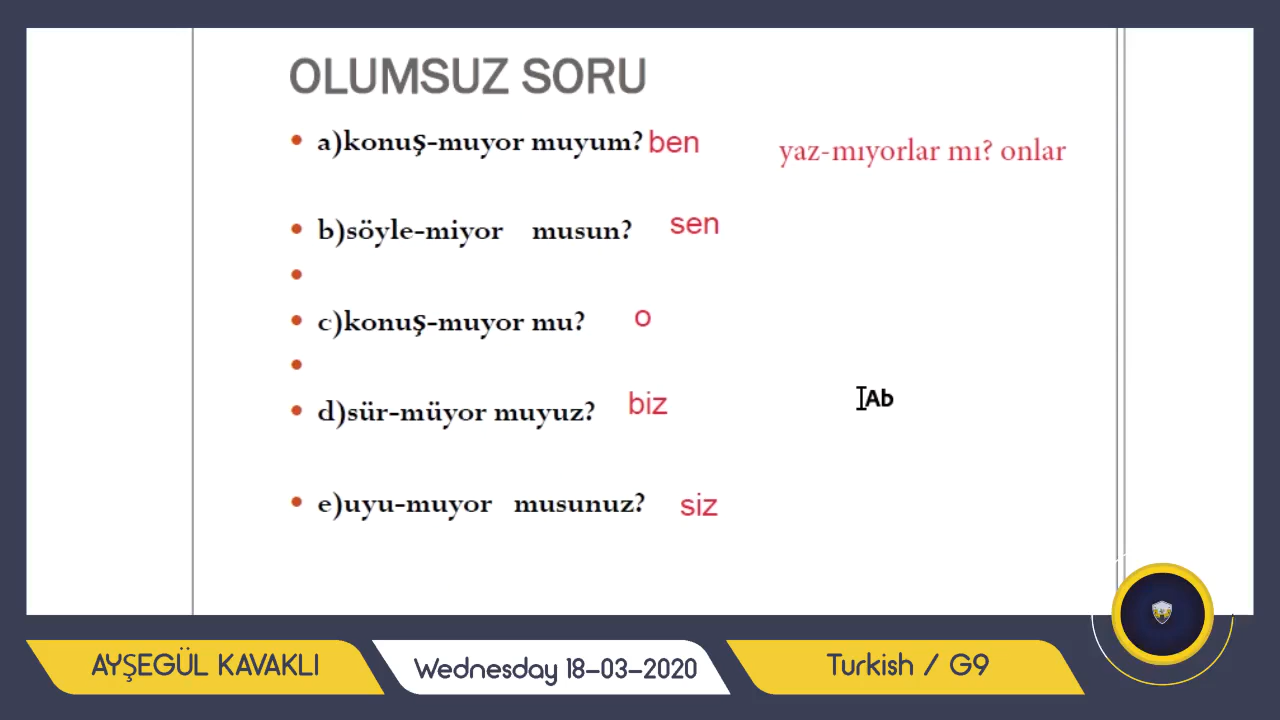 OLUMSUZ SORU
a)konuş-muyor muyum? ben
yaz-mıyorlar mı? onlar
b)söyle-miyor musun? sen
c)konuş-muyor mu? o
d)sür-müyor muyuz? biz
Ab
e)uyu-muyor musunuz? siz
AYŞEGÜL KAVAKLI
Wednesday 18-03-2020
Turkish / G9